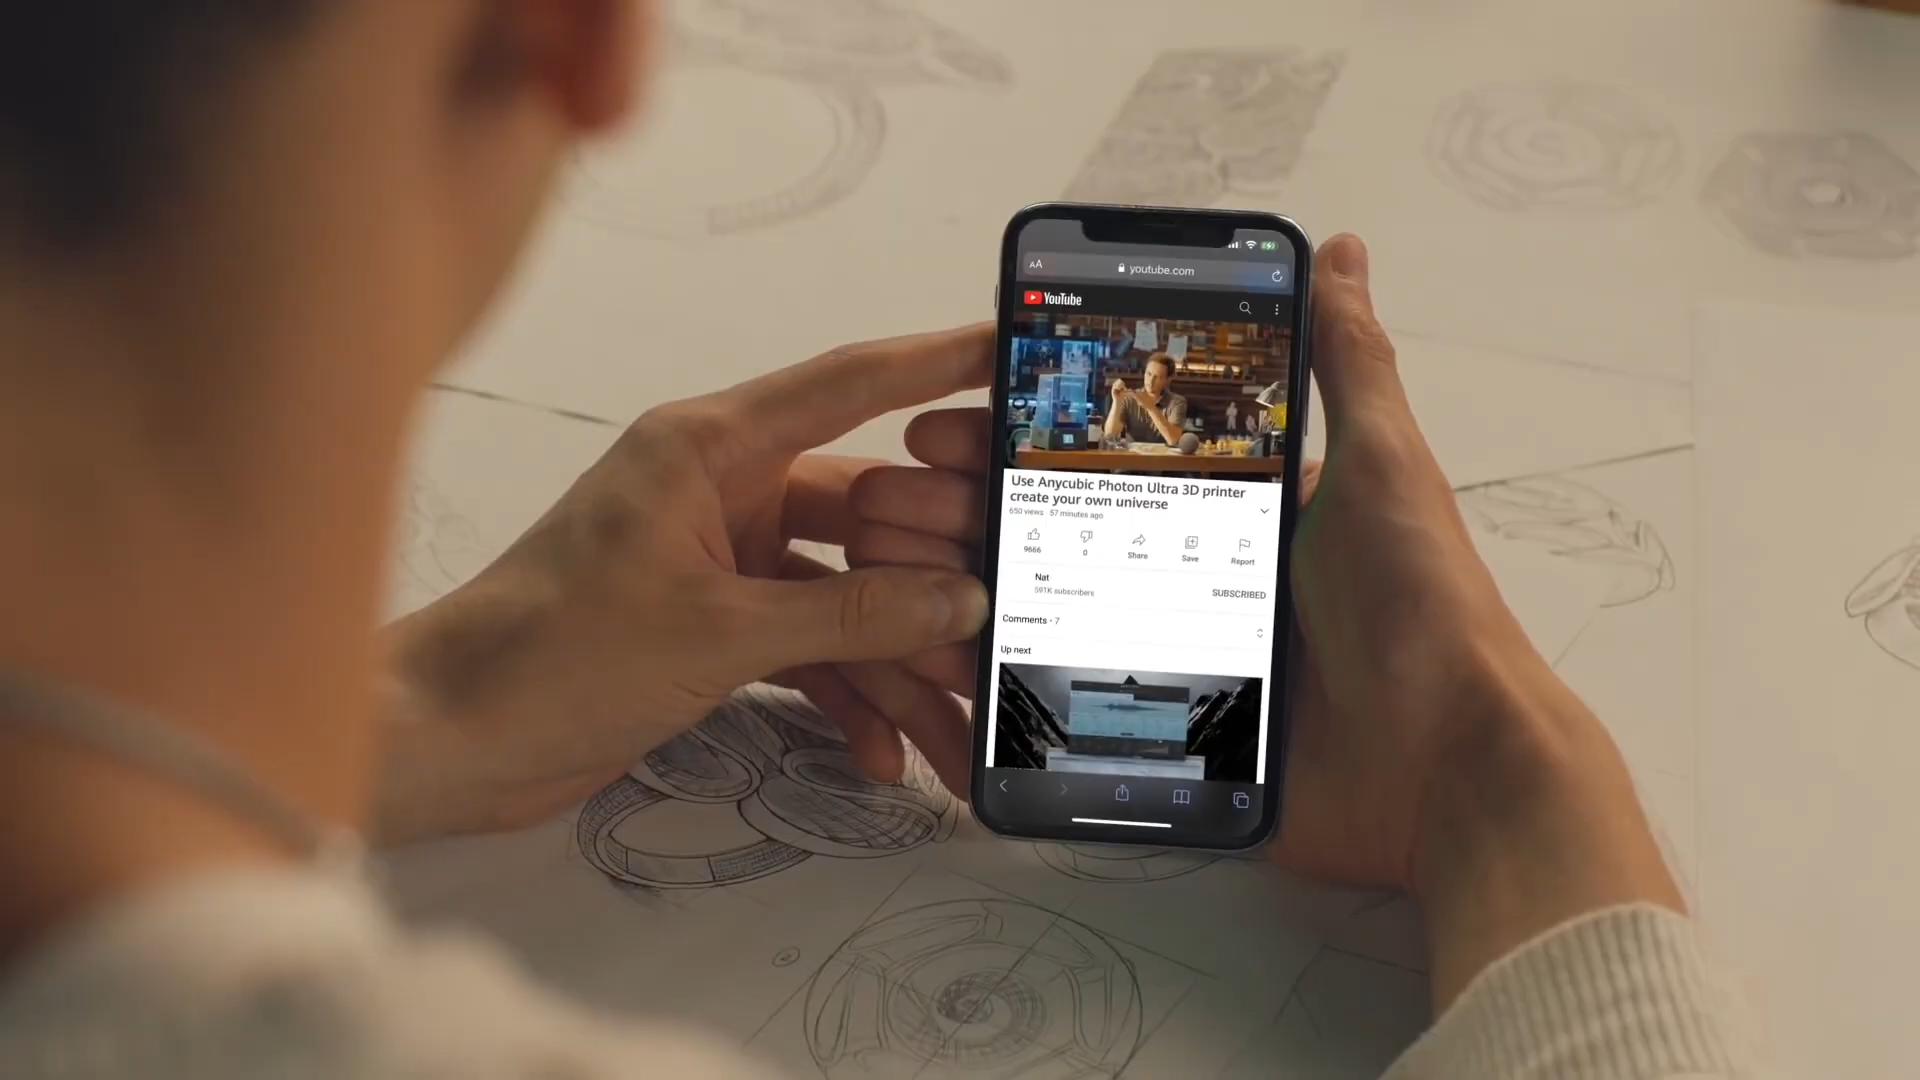 AA youtube.com
YouTube
Use Anycubic Photon Ultra 3D printer
create your own universe
650 views · 57 minutes ago
9666
0
Share
Save
Report
Nat
591K subscribers
SUBSCRIBED
Comments · 7
Up next